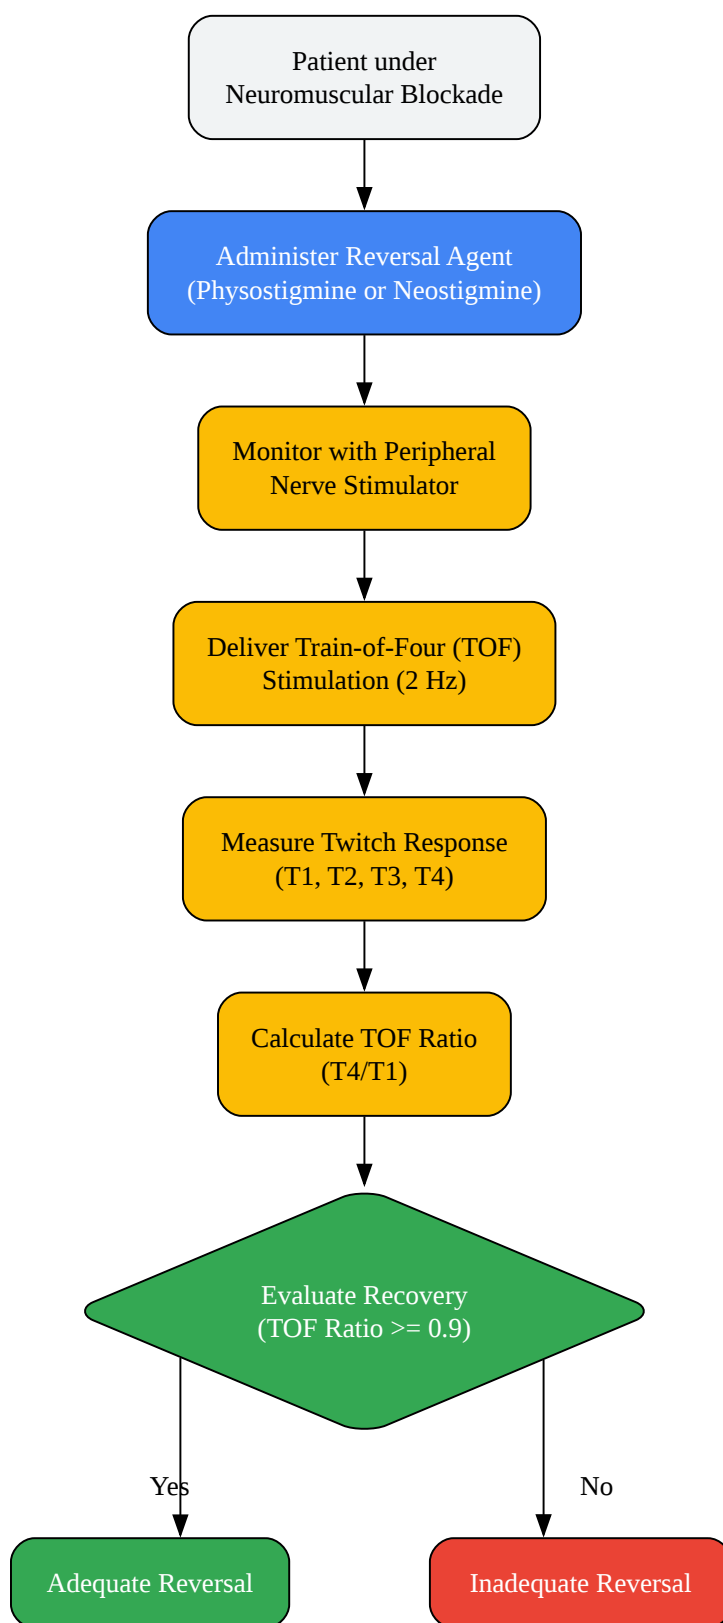 Patient under
Neuromuscular Blockade
Administer Reversal Agent
(Physostigmine or Neostigmine)
Monitor with Peripheral
Nerve Stimulator
Deliver Train-of-Four (TOF)
Stimulation (2 Hz)
Measure Twitch Response
(T1, T2, T3, T4)
Calculate TOF Ratio
(T4/T1)
Evaluate Recovery
(TOF Ratio >= 0.9)
Yes
No
Adequate Reversal
Inadequate Reversal